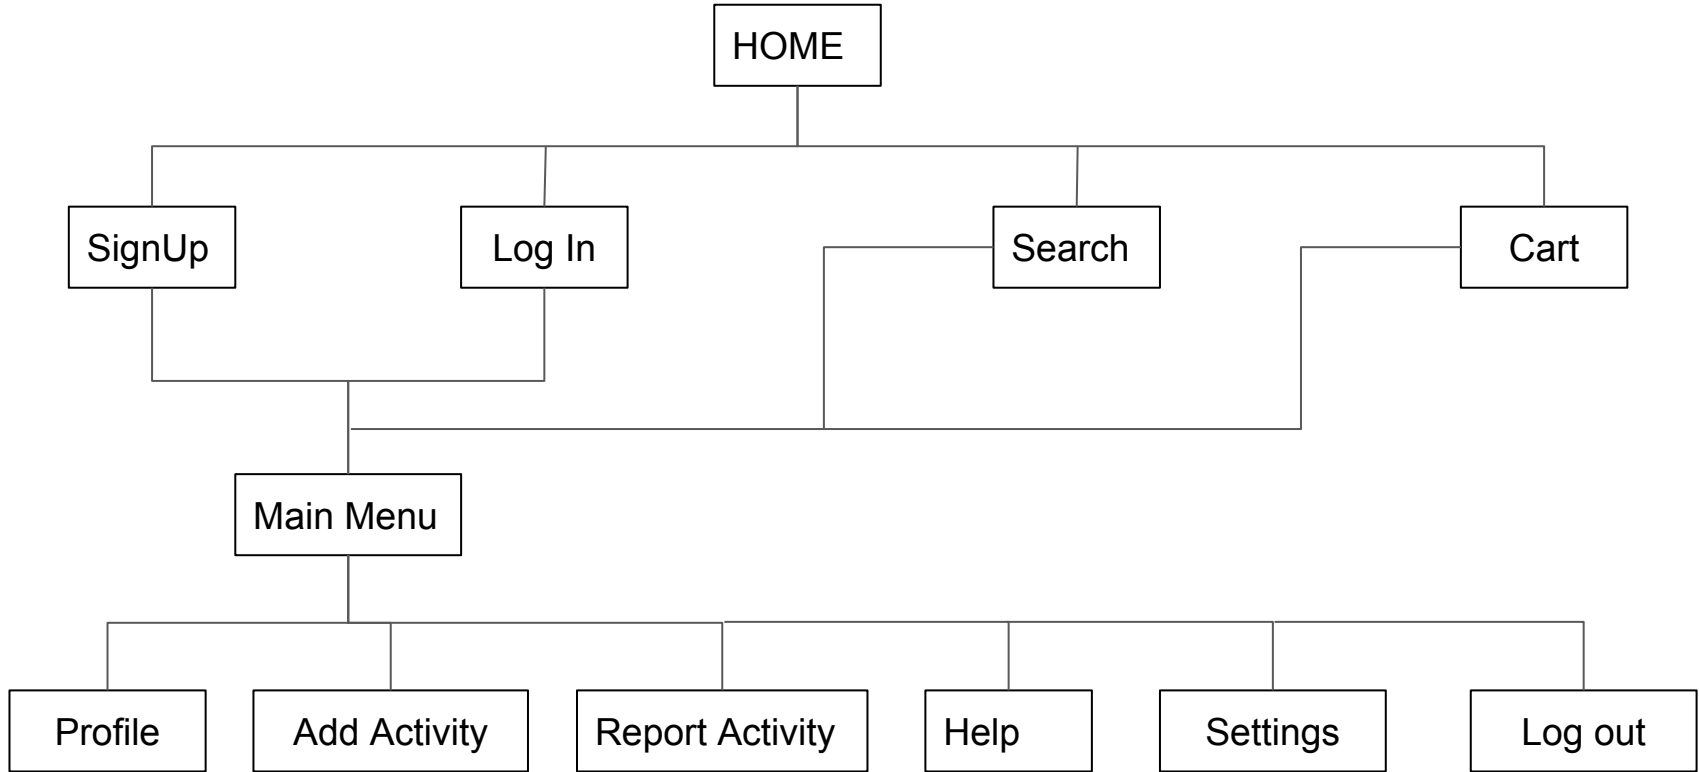 HOME
SignUp
Log In
Search
Cart
Main Menu
Profile
Add Activity
Report Activity
Help
Settings
Log out